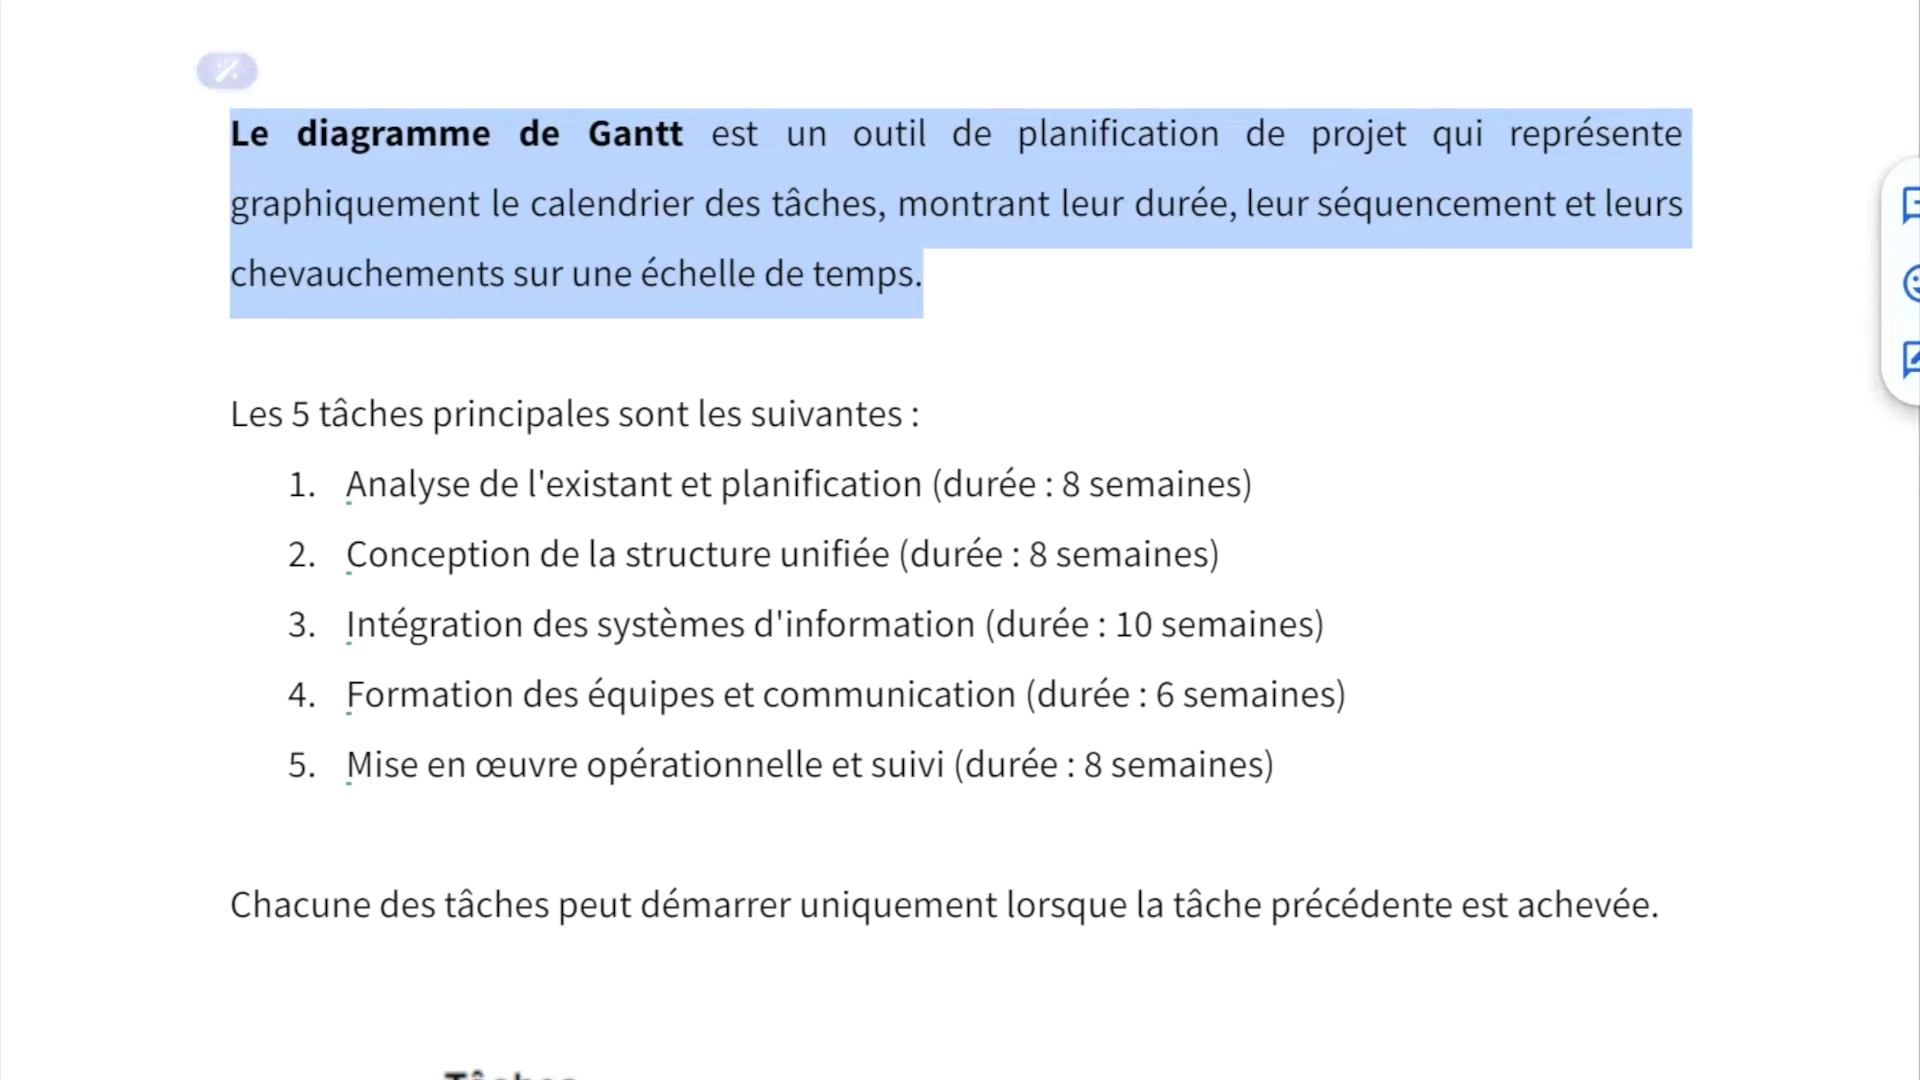 Le diagramme de Gantt est un outil de planification de projet qui représente
graphiquement le calendrier des tâches, montrant leur durée, leur séquencement et leurs
chevauchements sur une échelle de temps.
Les 5 tâches principales sont les suivantes :
1. Analyse de l'existant et planification (durée : 8 semaines)
2. Conception de la structure unifiée (durée : 8 semaines)
3. Intégration des systèmes d'information (durée : 10 semaines)
4. Formation des équipes et communication (durée : 6 semaines)
5. Mise en œuvre opérationnelle et suivi (durée : 8 semaines)
Chacune des tâches peut démarrer uniquement lorsque la tâche précédente est achevée.